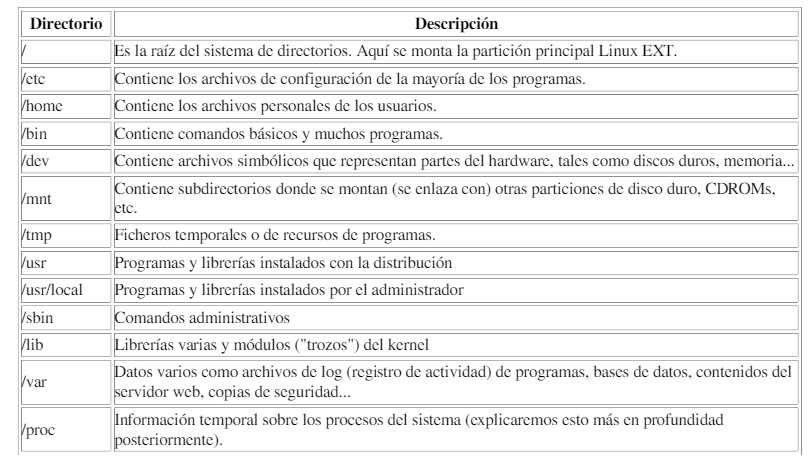 Directorio Descripción
/ Es la raíz del sistema de directorios. Aquí se monta la partición principal Linux EXT.
/etc Contiene los archivos de configuración de la mayoría de los programas.
/home Contiene los archivos personales de los usuarios.
/bin Contiene comandos básicos y muchos programas.
/dev Contiene archivos simbólicos que representan partes del hardware, tales como discos duros, memoria...
/mnt Contiene subdirectorios donde se montan (se enlaza con) otras particiones de disco duro, CDROMs,
etc.
/tmp Ficheros temporales o de recursos de programas.
/usr Programas y librerías instalados con la distribución
/usr/local Programas y librerías instalados por el administrador
/sbin Comandos administrativos
/lib Librerías varias y módulos ("trozos") del kernel
/var Datos varios como archivos de log (registro de actividad) de programas, bases de datos, contenidos del
servidor web, copias de seguridad...
/proc Información temporal sobre los procesos del sistema (explicaremos esto más en profundidad
posteriormente).